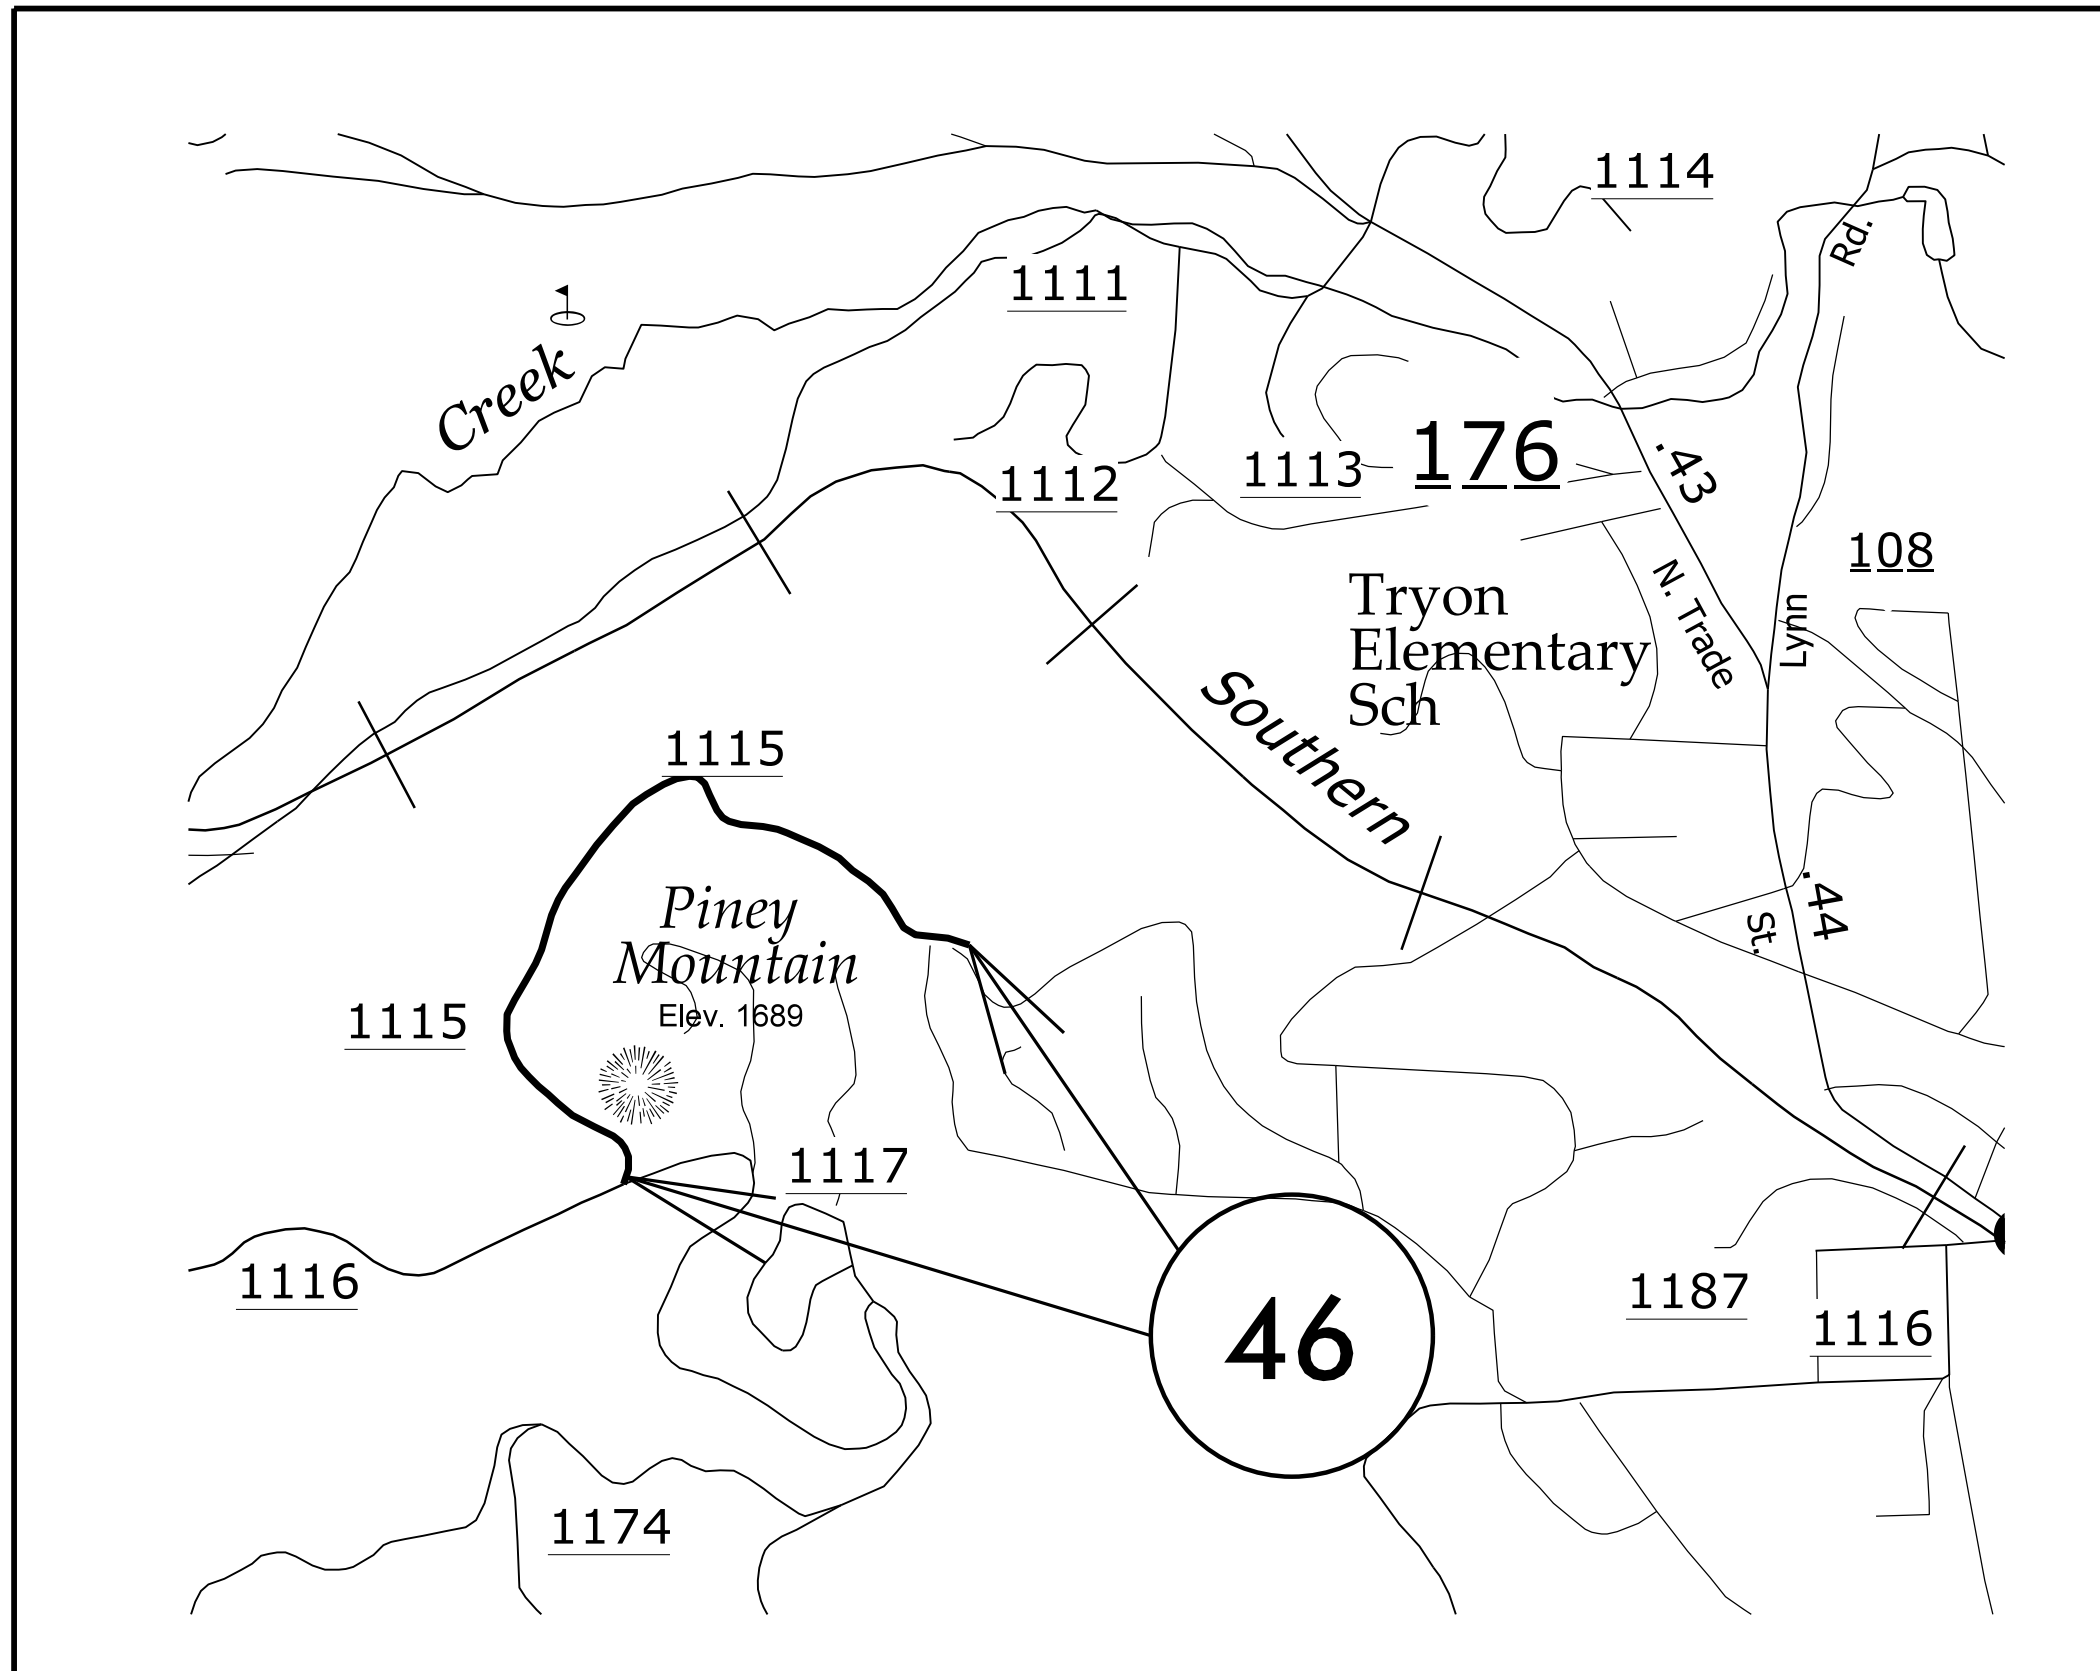 1114
Rd.
1111
Creek
1112
1113
176
.43
108
N. Trade
Lynn
Tryon
Elementary
Sch
Southern
1115
Piney
Mountain
Elev. 1689
.44
St.
1115
1117
1116
46
1187
1116
1174